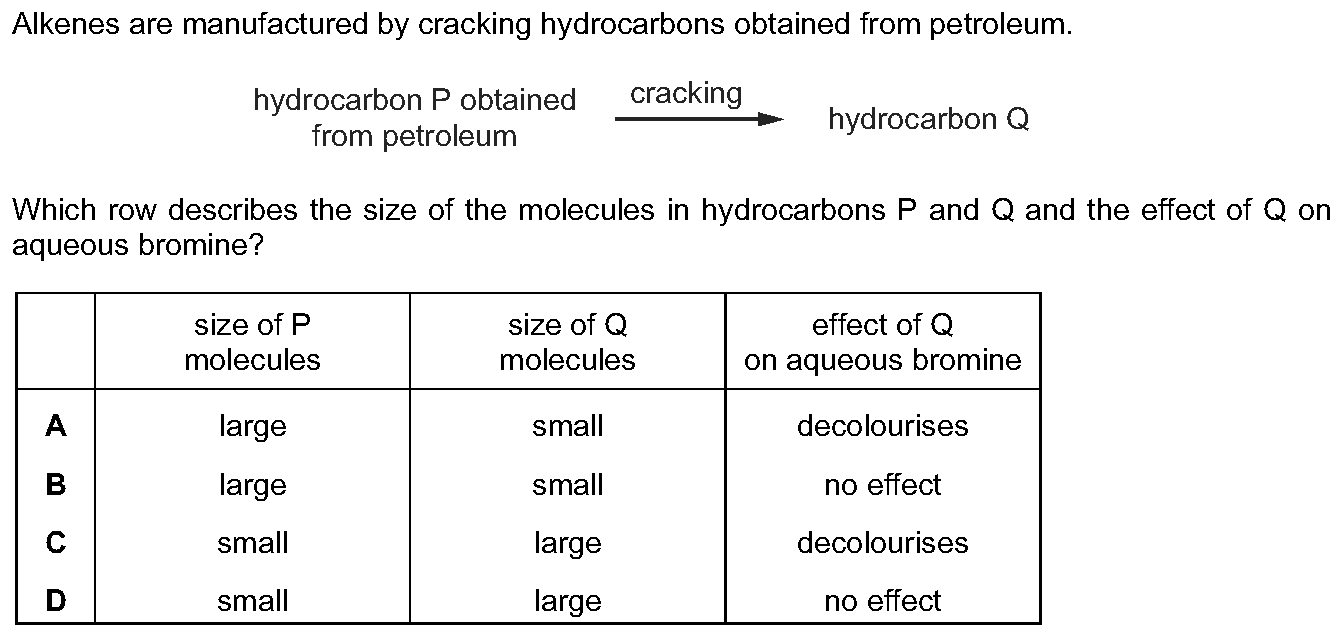 Alkenes are manufactured by cracking hydrocarbons obtained from petroleum.
hydrocarbon P obtained
from petroleum
cracking
hydrocarbon Q
Which row describes the size of the molecules in hydrocarbons P and Q and the effect of Q on
aqueous bromine?
size of P
molecules
size of Q
molecules
effect of Q
on aqueous bromine
A large small decolourises
B large small no effect
C small large decolourises
D small large no effect